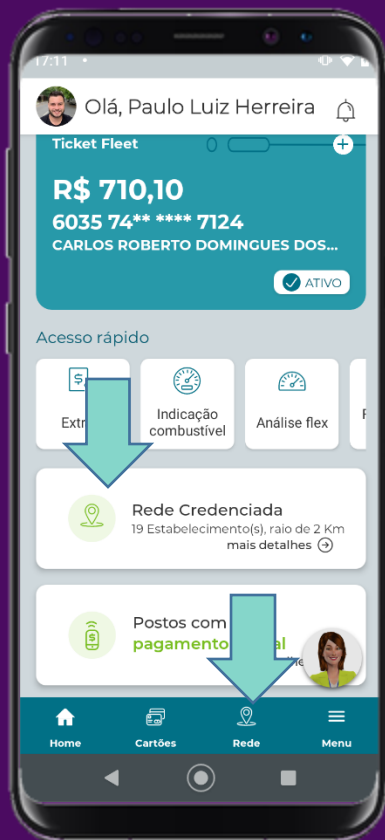 17:11
Olá, Paulo Luiz Herreira
Ticket Fleet
R$ 710,10
6035 74** **** 7124
CARLOS ROBERTO DOMINGUES DOS...
ATIVO
Acesso rápido
Extr
Indicação
combustível
Análise flex
Rede Credenciada
19 Estabelecimento(s), raio de 2 Km
mais detalhes
Postos com
pagamento
Home
Cartões
Rede
Menu